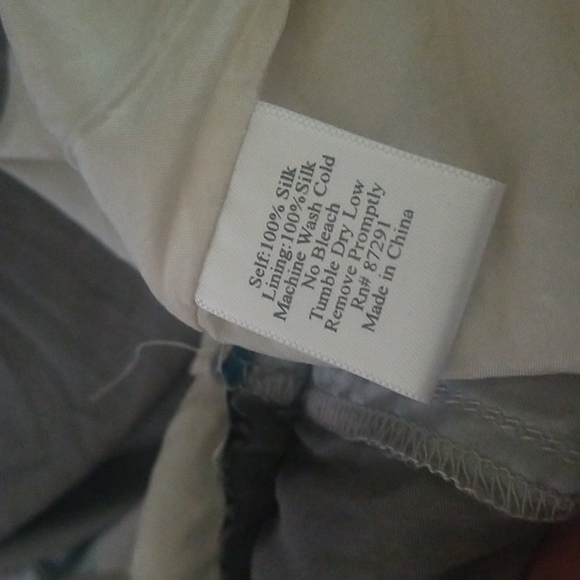 Self:100% Silk
Lining:100%Silk
Machine Wash Cold
No Bleach
Tumble Dry Low
Remove Promptly
Rn# 87291
Made in China